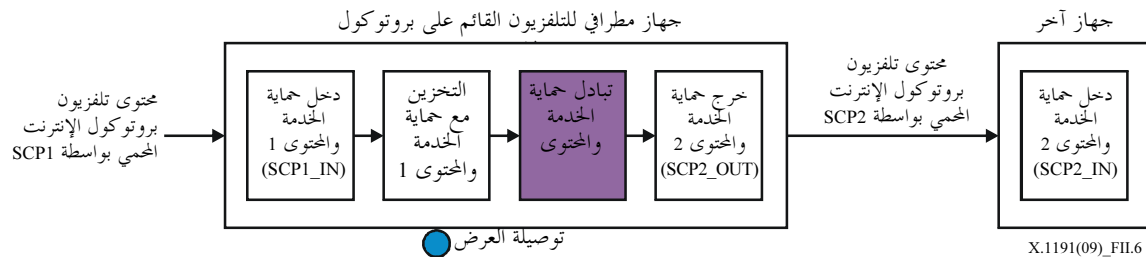 جهاز مطرافي للتلفزيون القائم على بروتوكول
جهاز آخر
محتوى تلفزيون
بروتوكول الإنترنت
المحمي بواسطة SCP1
دخل حماية
الخدمة
والمحتوى 1
(SCP1_IN)
التخزين
مع حماية
الخدمة
والمحتوى 1
تبادل حماية
الخدمة
والمحتوى
خرج حماية
الخدمة
والمحتوى 2
(SCP2_OUT)
محتوى تلفزيون
بروتوكول الإنترنت
المحمي بواسطة SCP2
دخل حماية
الخدمة
والمحتوى 2
(SCP2_IN)
توصيلة العرض
X.1191(09)_FII.6